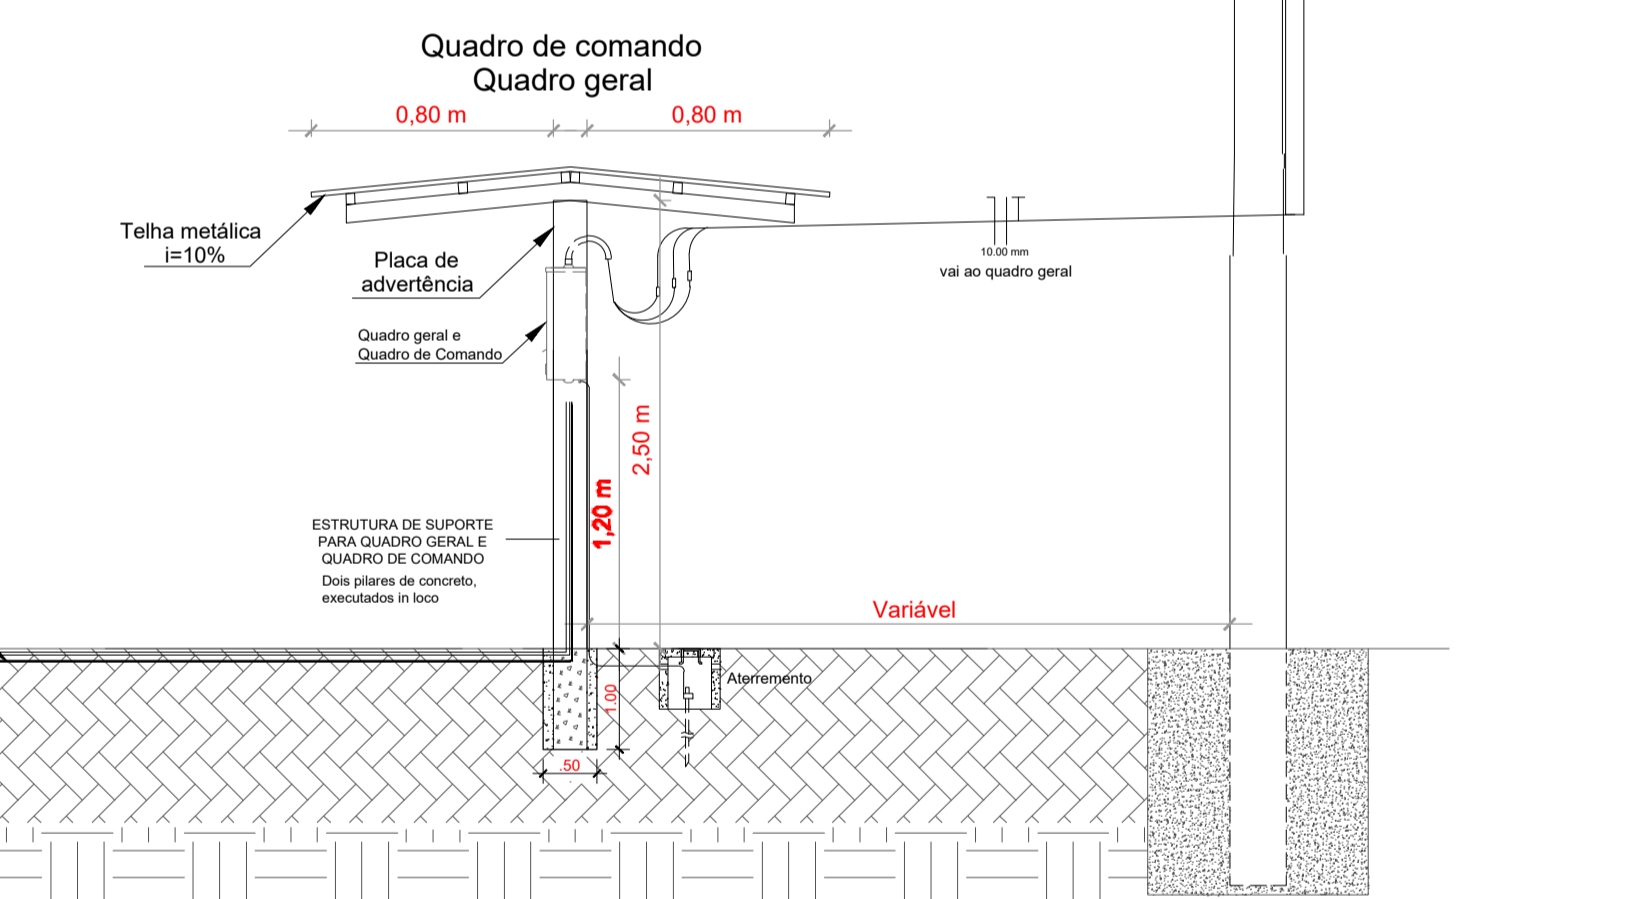 Quadro de comando
Quadro geral
0,80 m
0,80 m
Telha metálica
i=10%
Placa de
advertência
10.00 mm
vai ao quadro geral
Quadro geral e
Quadro de Comando
2,50 m
1,20 m
ESTRUTURA DE SUPORTE
PARA QUADRO GERAL E
QUADRO DE COMANDO
Dois pilares de concreto,
executados in loco
Variável
Aterremento
1.00
.50